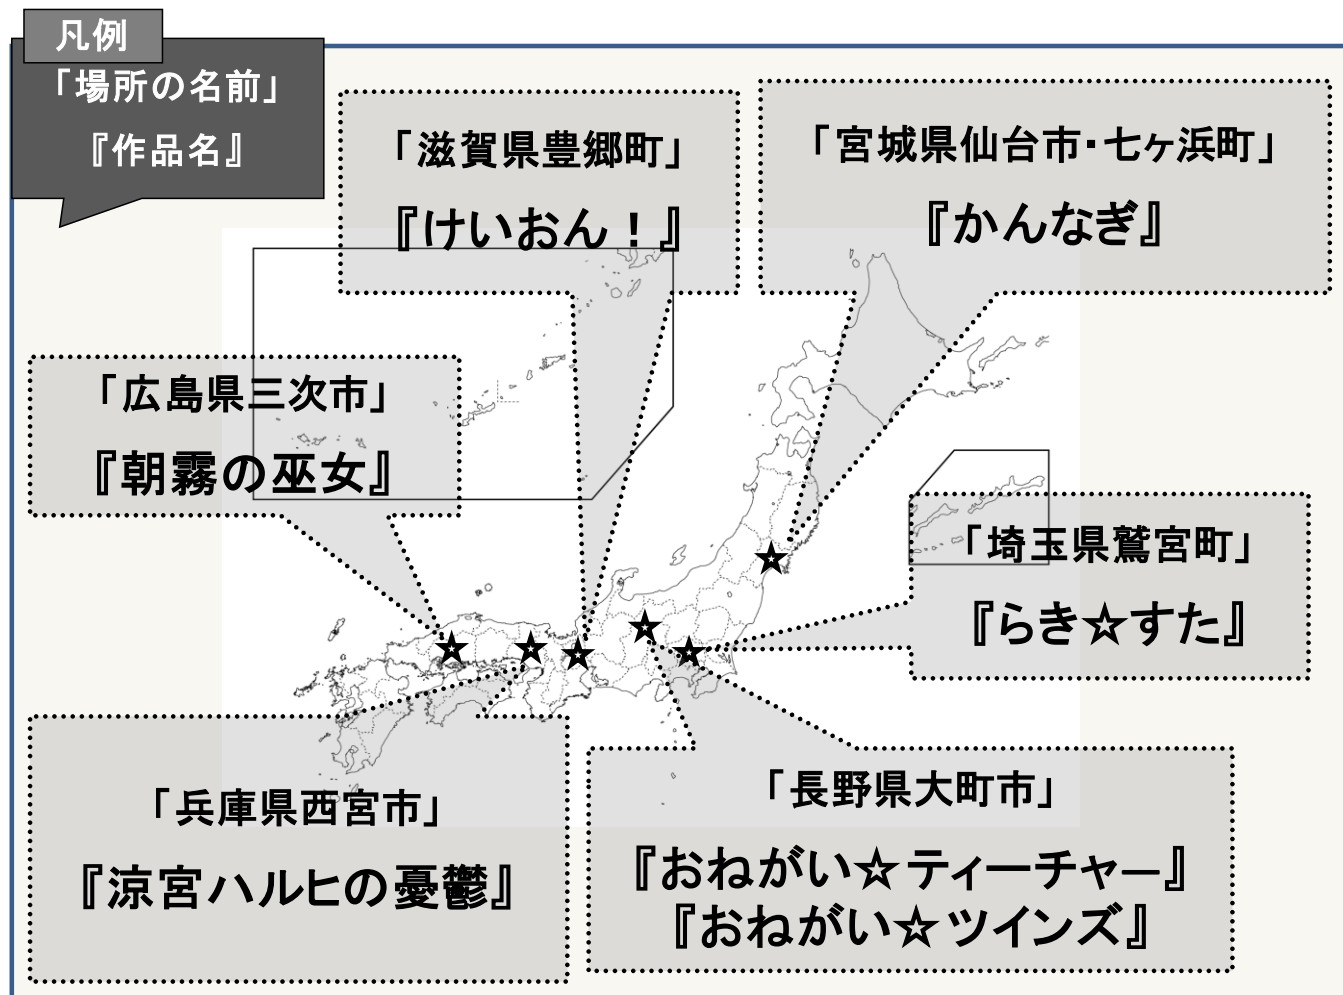 凡例
「場所の名前」
『作品名』
「滋賀県豊郷町」
『けいおん！』
「宮城県仙台市・七ヶ浜町」
『かんなぎ』
「広島県三次市」
『朝霧の巫女』
「埼玉県鷲宮町」
『らき☆すた』
「兵庫県西宮市」
『涼宮ハルヒの憂鬱』
「長野県大町市」
『おねがい☆ティーチャー』
『おねがい☆ツインズ』